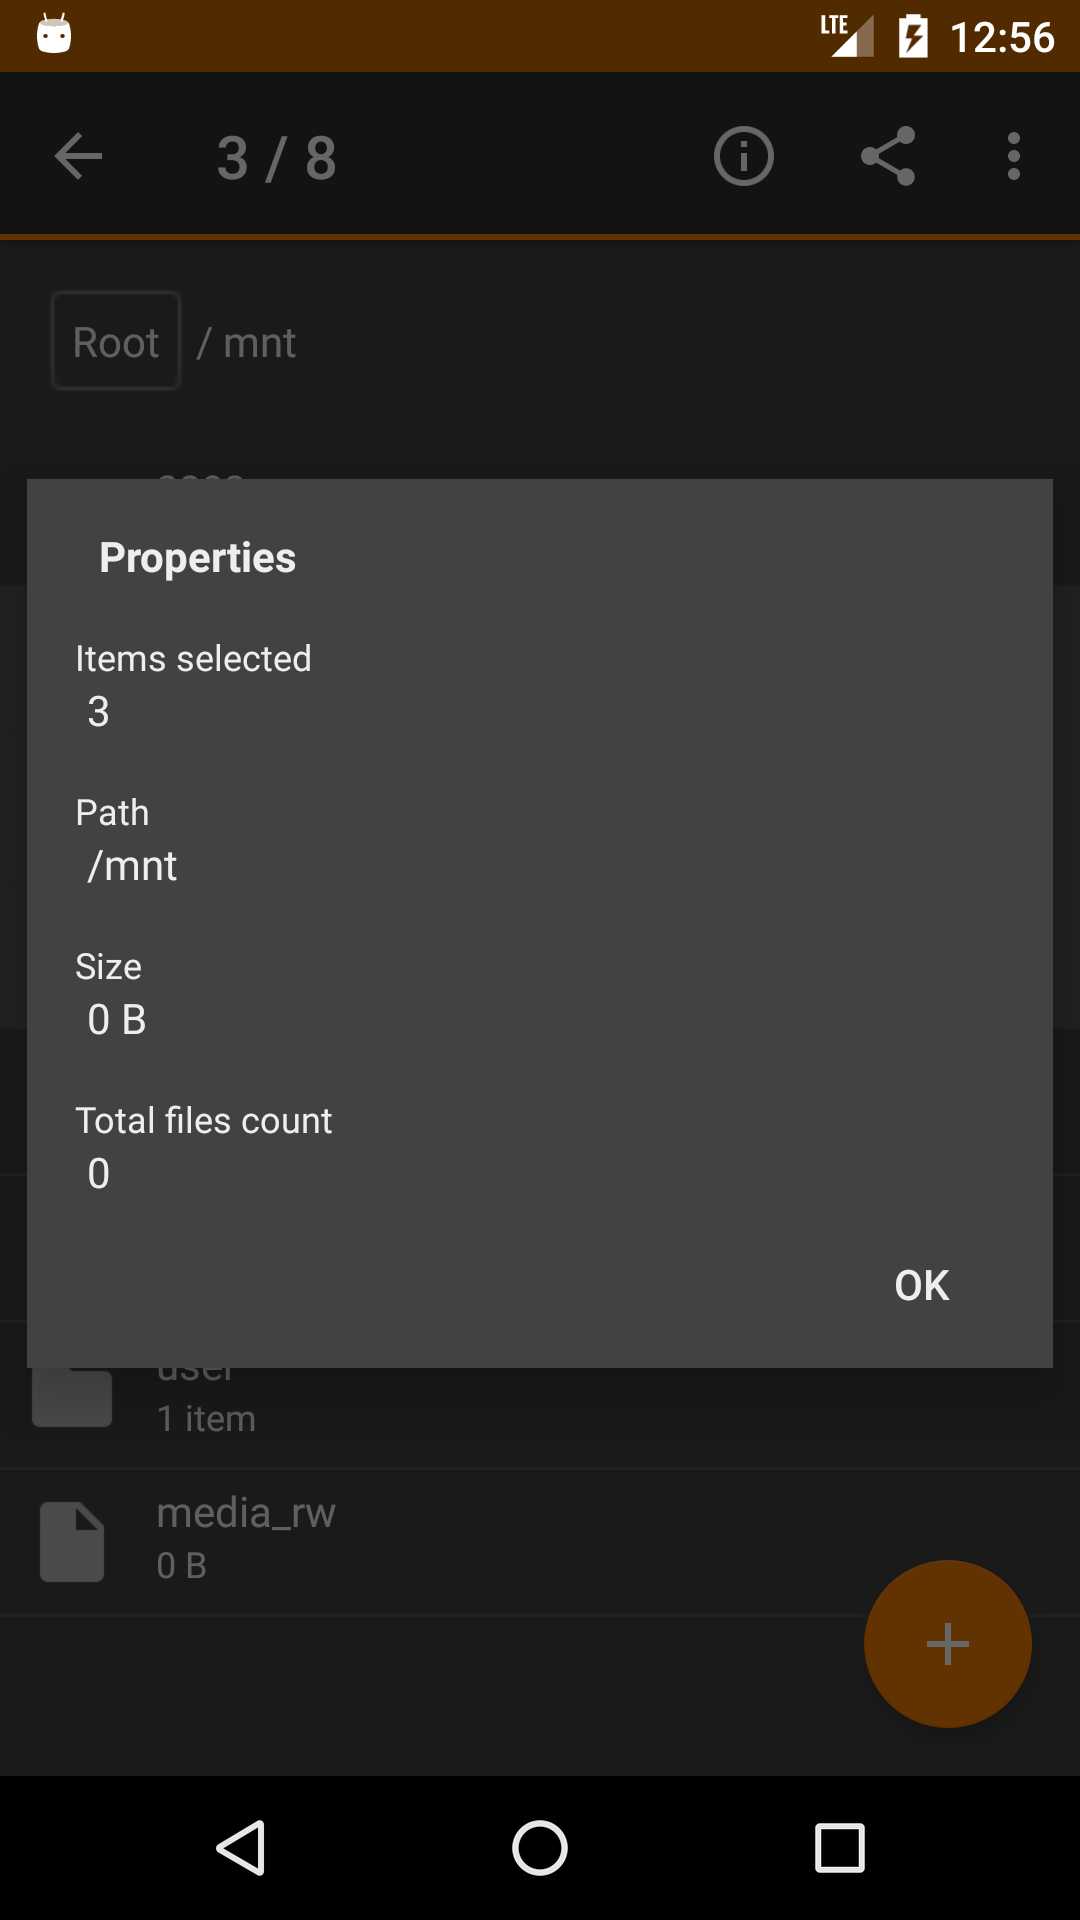 LTE 12:56
3 / 8
Root / mnt
Properties
Items selected
3
Path
/mnt
Size
0 B
Total files count
0
OK
user
1 item
media_rw
0 B